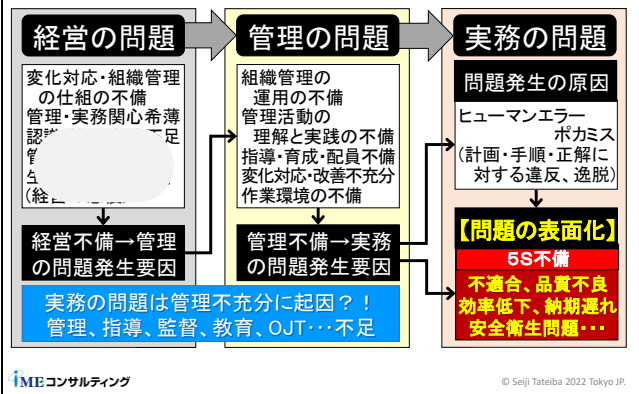 経営の問題
変化対応・組織管理
の仕組の不備
管理・実務関心希薄
認識 不足
管
(経営
経営不備→管理
の問題発生要因
管理の問題
組織管理の
運用の不備
管理活動の
理解と実践の不備
指導・育成・配員不備
変化対応・改善不充分
作業環境の不備
管理不備→実務
の問題発生要因
実務の問題
問題発生の原因
ヒューマンエラー
ポカミス
(計画・手順・正解に
対する違反、逸脱)
【問題の表面化】
5S不備
不適合、品質不良
効率低下、納期遅れ
安全衛生問題・・・
実務の問題は管理不充分に起因?!
管理、指導、監督、教育、OJT・・・不足
iMEコンサルティング
© Seiji Tateiba 2022 Tokyo JP.